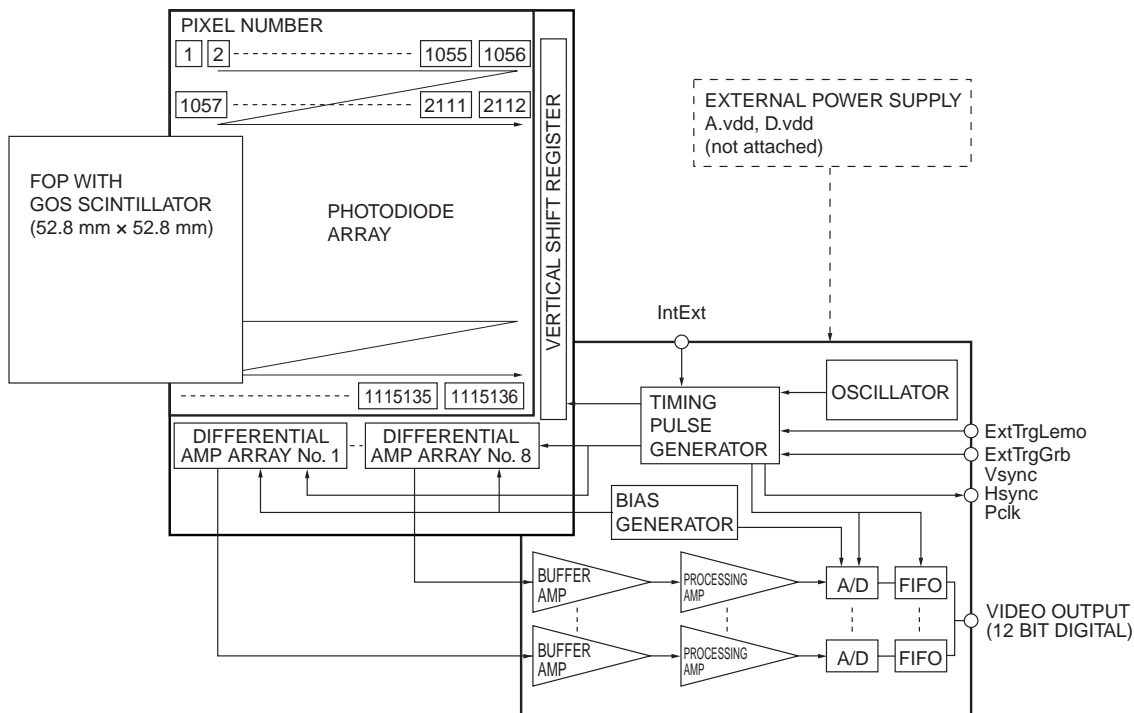 PIXEL NUMBER
1 2 1055 1056
1057 2111 2112
EXTERNAL POWER SUPPLY
A.vdd, D.vdd
(not attached)
FOP WITH
GOS SCINTILLATOR
(52.8 mm × 52.8 mm)
PHOTODIODE
ARRAY
VERTICAL SHIFT REGISTER
IntExt
1115135 1115136
TIMING
PULSE
GENERATOR
OSCILLATOR
DIFFERENTIAL
AMP ARRAY No. 1
DIFFERENTIAL
AMP ARRAY No. 8
ExtTrgLemo
ExtTrgGrb
Vsync
Hsync
Pclk
BIAS
GENERATOR
BUFFER
AMP
PROCESSING
AMP
A/D
FIFO
VIDEO OUTPUT
(12 BIT DIGITAL)
BUFFER
AMP
PROCESSING
AMP
A/D
FIFO